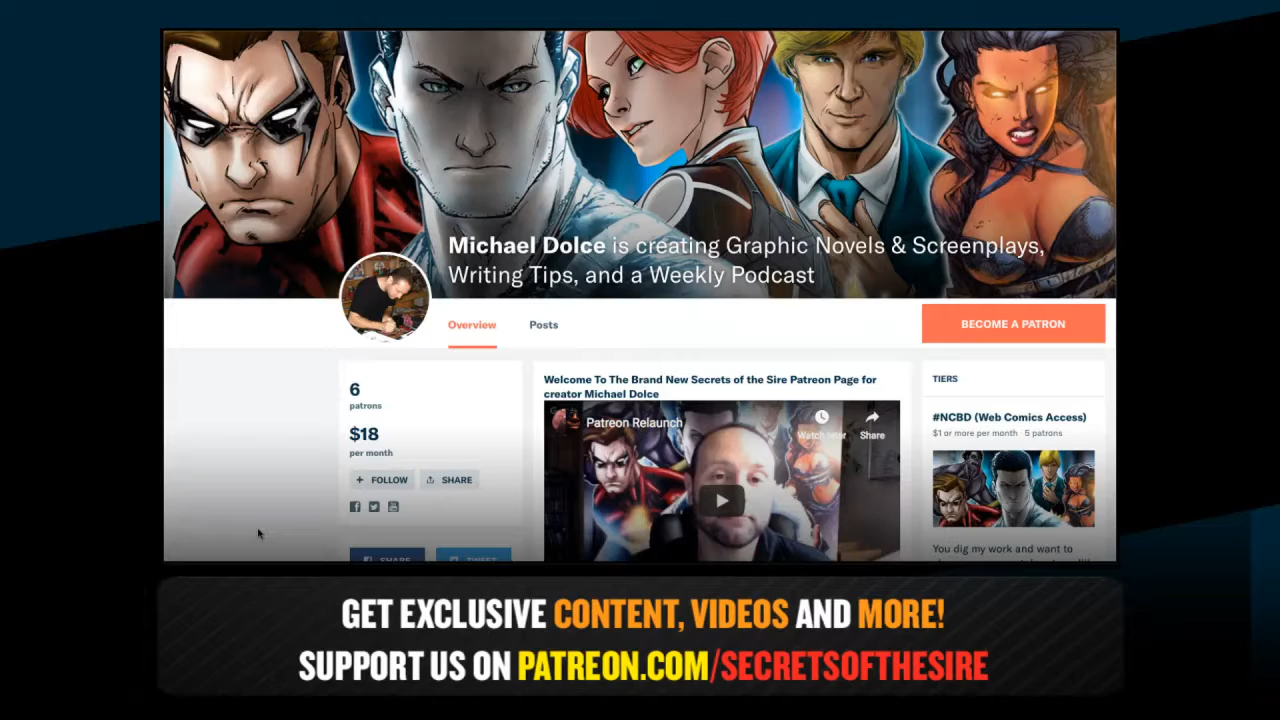 Michael Dolce is creating Graphic Novels & Screenplays,
Writing Tips, and a Weekly Podcast
Overview
Posts
BECOME A PATRON
6
patrons
$18
per month
+ FOLLOW
SHARE
SHARE
TWEET
Welcome To The Brand New Secrets of the Sire Patreon Page for
creator Michael Dolce
Patreon Relaunch
Watch later
Share
TIERS
#NCBD (Web Comics Access)
$1 or more per month · 5 patrons
You dig my work and want to
GET EXCLUSIVE CONTENT, VIDEOS AND MORE!
SUPPORT US ON PATREON.COM/SECRETSOFTHESIRE